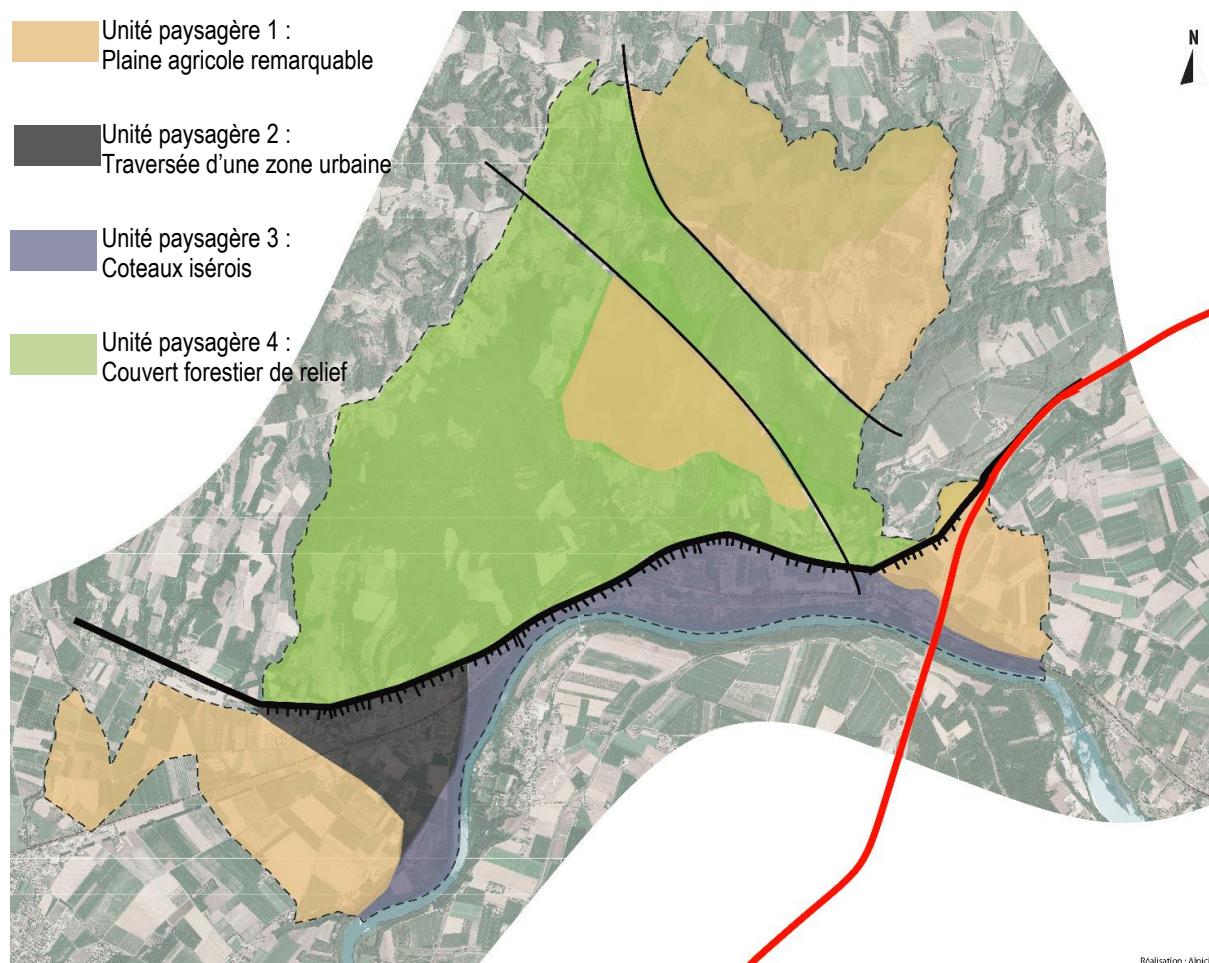 Unité paysagère 1 :
Plaine agricole remarquable
Unité paysagère 2 :
Traversée d'une zone urbaine
Unité paysagère 3 :
Coteaux isérois
Unité paysagère 4 :
Couvert forestier de relief
N
Réalisation :